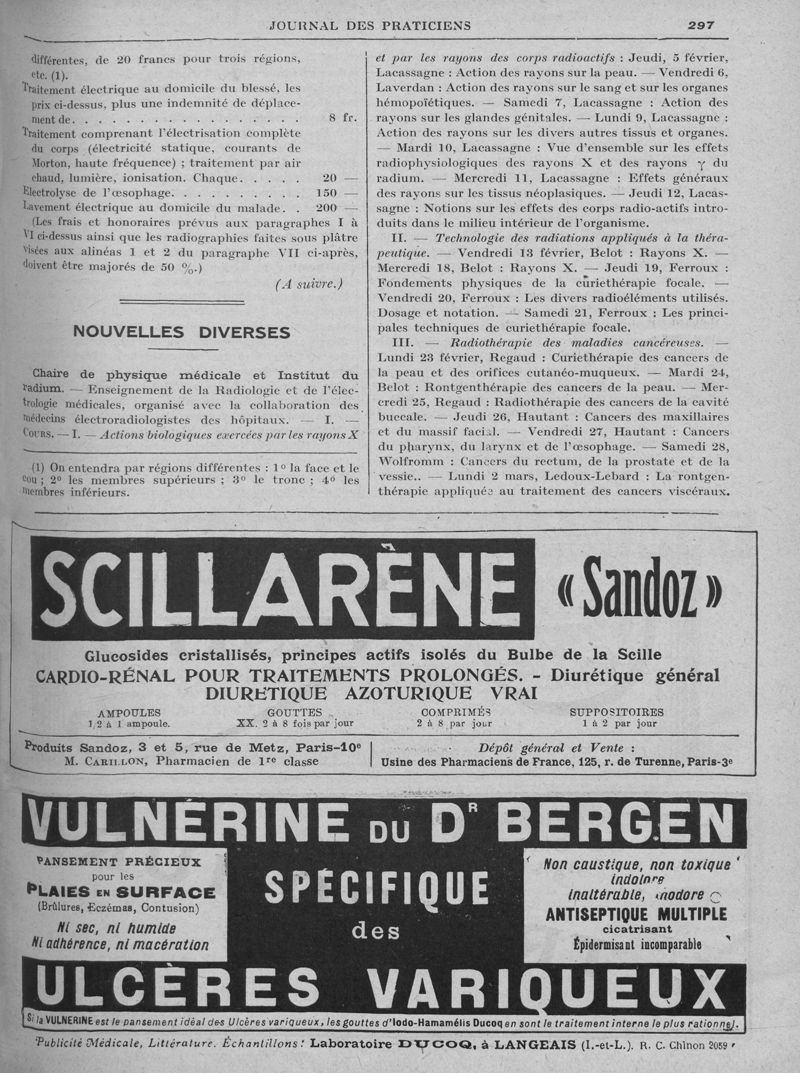 JOURNAL DES PRATICIENS 297
différentes, de 20 francs pour trois régions,
etc. (1).
Traitement électrique au domicile du blessé, les
prix ci-dessus, plus une indemnité de déplace-
ment de. . . . . . . . . . . . . . . . 8 fr.
Traitement comprenant l'électrisation complète
du corps (électricité statique, courants de
Morton, haute fréquence) ; traitement par air
chaud, lumière, ionisation. Chaque. . . . . 20 —
Electrolyse de l'œsophage. . . . . . . . . 150 —
Lavement électrique au domicile du malade. . 200 —
(Les frais et honoraires prévus aux paragraphes I à
VI ci-dessus ainsi que les radiographies faites sous plâtre
visées aux alinéas 1 et 2 du paragraphe VII ci-après,
doivent être majorés de 50 %.)
(A suivre.)
NOUVELLES DIVERSES
Chaire de physique médicale et Institut du
radium. — Enseignement de la Radiologie et de l'élec-
trologie médicales, organisé avec la collaboration des
médecins électroradiologistes des hôpitaux. — I. —
COURS. — I. — Actions biologiques exercées par les rayons X
(1) On entendra par régions différentes : 1º la face et le
cou ; 2º les membres supérieurs ; 3º le tronc ; 4º les
membres inférieurs.
et par les rayons des corps radioactifs : Jeudi, 5 février,
Lacassagne : Action des rayons sur la peau. — Vendredi 6,
Laverdan : Action des rayons sur le sang et sur les organes
hémopoïétiques. — Samedi 7, Lacassagne : Action des
rayons sur les glandes génitales. — Lundi 9, Lacassagne :
Action des rayons sur les divers autres tissus et organes.
— Mardi 10, Lacassagne : Vue d'ensemble sur les effets
radiophysiologiques des rayons X et des rayons γ du
radium. — Mercredi 11, Lacassagne : Effets généraux
des rayons sur les tissus néoplasiques. — Jeudi 12, Lacas-
sagne : Notions sur les effets des corps radio-actifs intro-
duits dans le milieu intérieur de l'organisme.
II. — Technologie des radiations appliqués à la théra-
peutique. — Vendredi 13 février, Belot : Rayons X. —
Mercredi 18, Belot : Rayons X. — Jeudi 19, Ferroux :
Fondements physiques de la curiethérapie focale. —
Vendredi 20, Ferroux : Les divers radioéléments utilisés.
Dosage et notation. — Samedi 21, Ferroux : Les princi-
pales techniques de curiethérapie focale.
III. — Radiothérapie des maladies cancéreuses. —
Lundi 23 février, Regaud : Curiethérapie des cancers de
la peau et des orifices cutanéo-muqueux. — Mardi 24,
Belot : Rontgenthérapie des cancers de la peau. — Mer-
credi 25, Regaud : Radiothérapie des cancers de la cavité
buccale. — Jeudi 26, Hautant : Cancers des maxillaires
et du massif facial. — Vendredi 27, Hautant : Cancers
du pharynx, du larynx et de l'œsophage. — Samedi 28,
Wolfromm : Cancers du rectum, de la prostate et de la
vessie.. — Lundi 2 mars, Ledoux-Lebard : La rontgen-
thérapie appliquée au traitement des cancers viscéraux.
SCILLARÈNE « Sandoz »
Glucosides cristallisés, principes actifs isolés du Bulbe de la Scille
CARDIO-RÉNAL POUR TRAITEMENTS PROLONGÉS. - Diurétique général
DIURÉTIQUE AZOTURIQUE VRAI
AMPOULES GOUTTES COMPRIMÉS SUPPOSITOIRES
1/2 à 1 ampoule. XX. 2 à 8 fois par jour 2 à 8 par jour 1 à 2 par jour
Produits Sandoz, 3 et 5, rue de Metz, Paris-10e
M. CARILLON, Pharmacien de 1re classe
Dépôt général et Vente :
Usine des Pharmaciens de France, 125, r. de Turenne, Paris-3e
VULNÉRINE DU Dr BERGEN
PANSEMENT PRÉCIEUX
pour les
PLAIES EN SURFACE
(Brûlures, Eczémas, Contusion)
Ni sec, ni humide
Ni adhérence, ni macération
SPÉCIFIQUE
des
Non caustique, non toxique
indolore
inaltérable, inodore
ANTISEPTIQUE MULTIPLE
cicatrisant
Épidermisant incomparable
ULCÈRES VARIQUEUX
Si la VULNÉRINE est le pansement idéal des Ulcères variqueux, les gouttes d'Iodo-Hamamélis Ducoq en sont le traitement interne le plus rationnel.
Publicité Médicale, Littérature. Échantillons : Laboratoire DUCOQ, à LANGEAIS (I.-et-L.). R. C. Chinon 2059